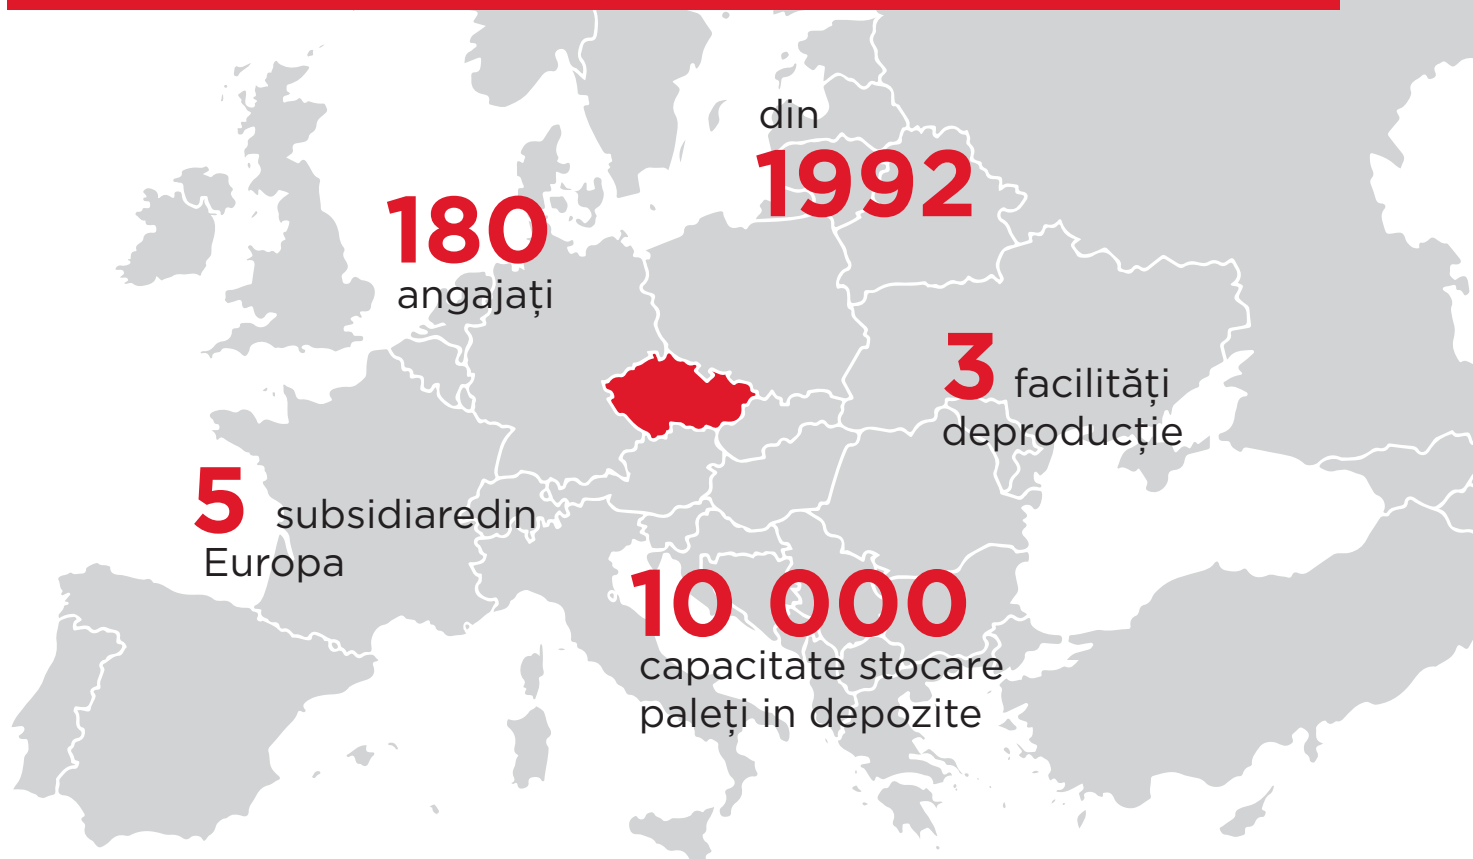 din
1992
180
angajați
3 facilități
deproducție
5 subsidiaredin
Europa
10 000
capacitate stocare
paleți in depozite